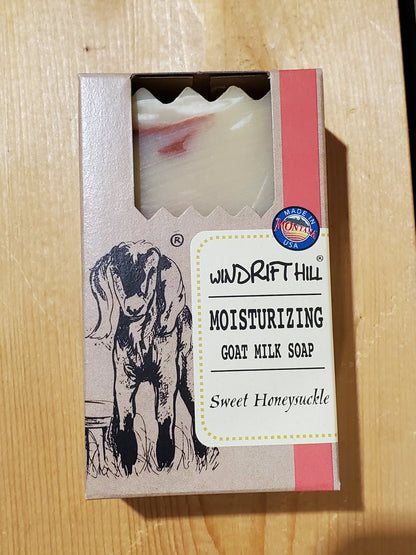 MADE IN
MONTANA
USA
®
WINDRIFT HILL®
MOISTURIZING
GOAT MILK SOAP
Sweet Honeysuckle